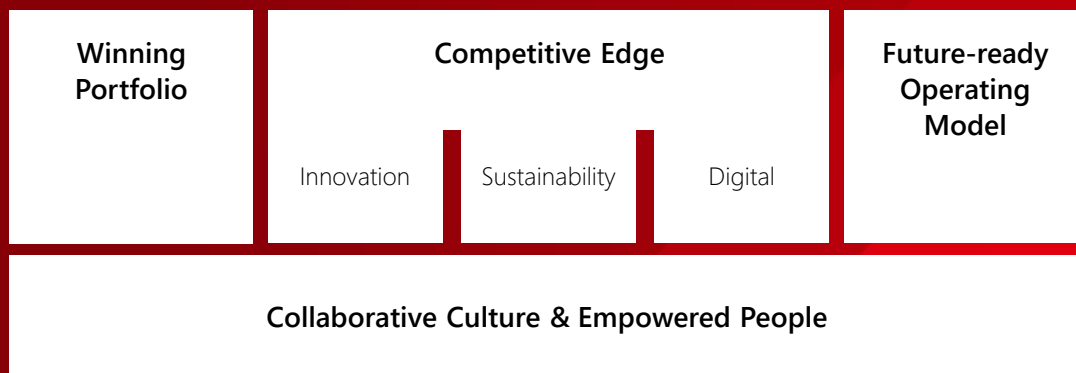 Winning
Portfolio
Competitive Edge
Innovation
Sustainability
Digital
Future-ready
Operating
Model
Collaborative Culture & Empowered People